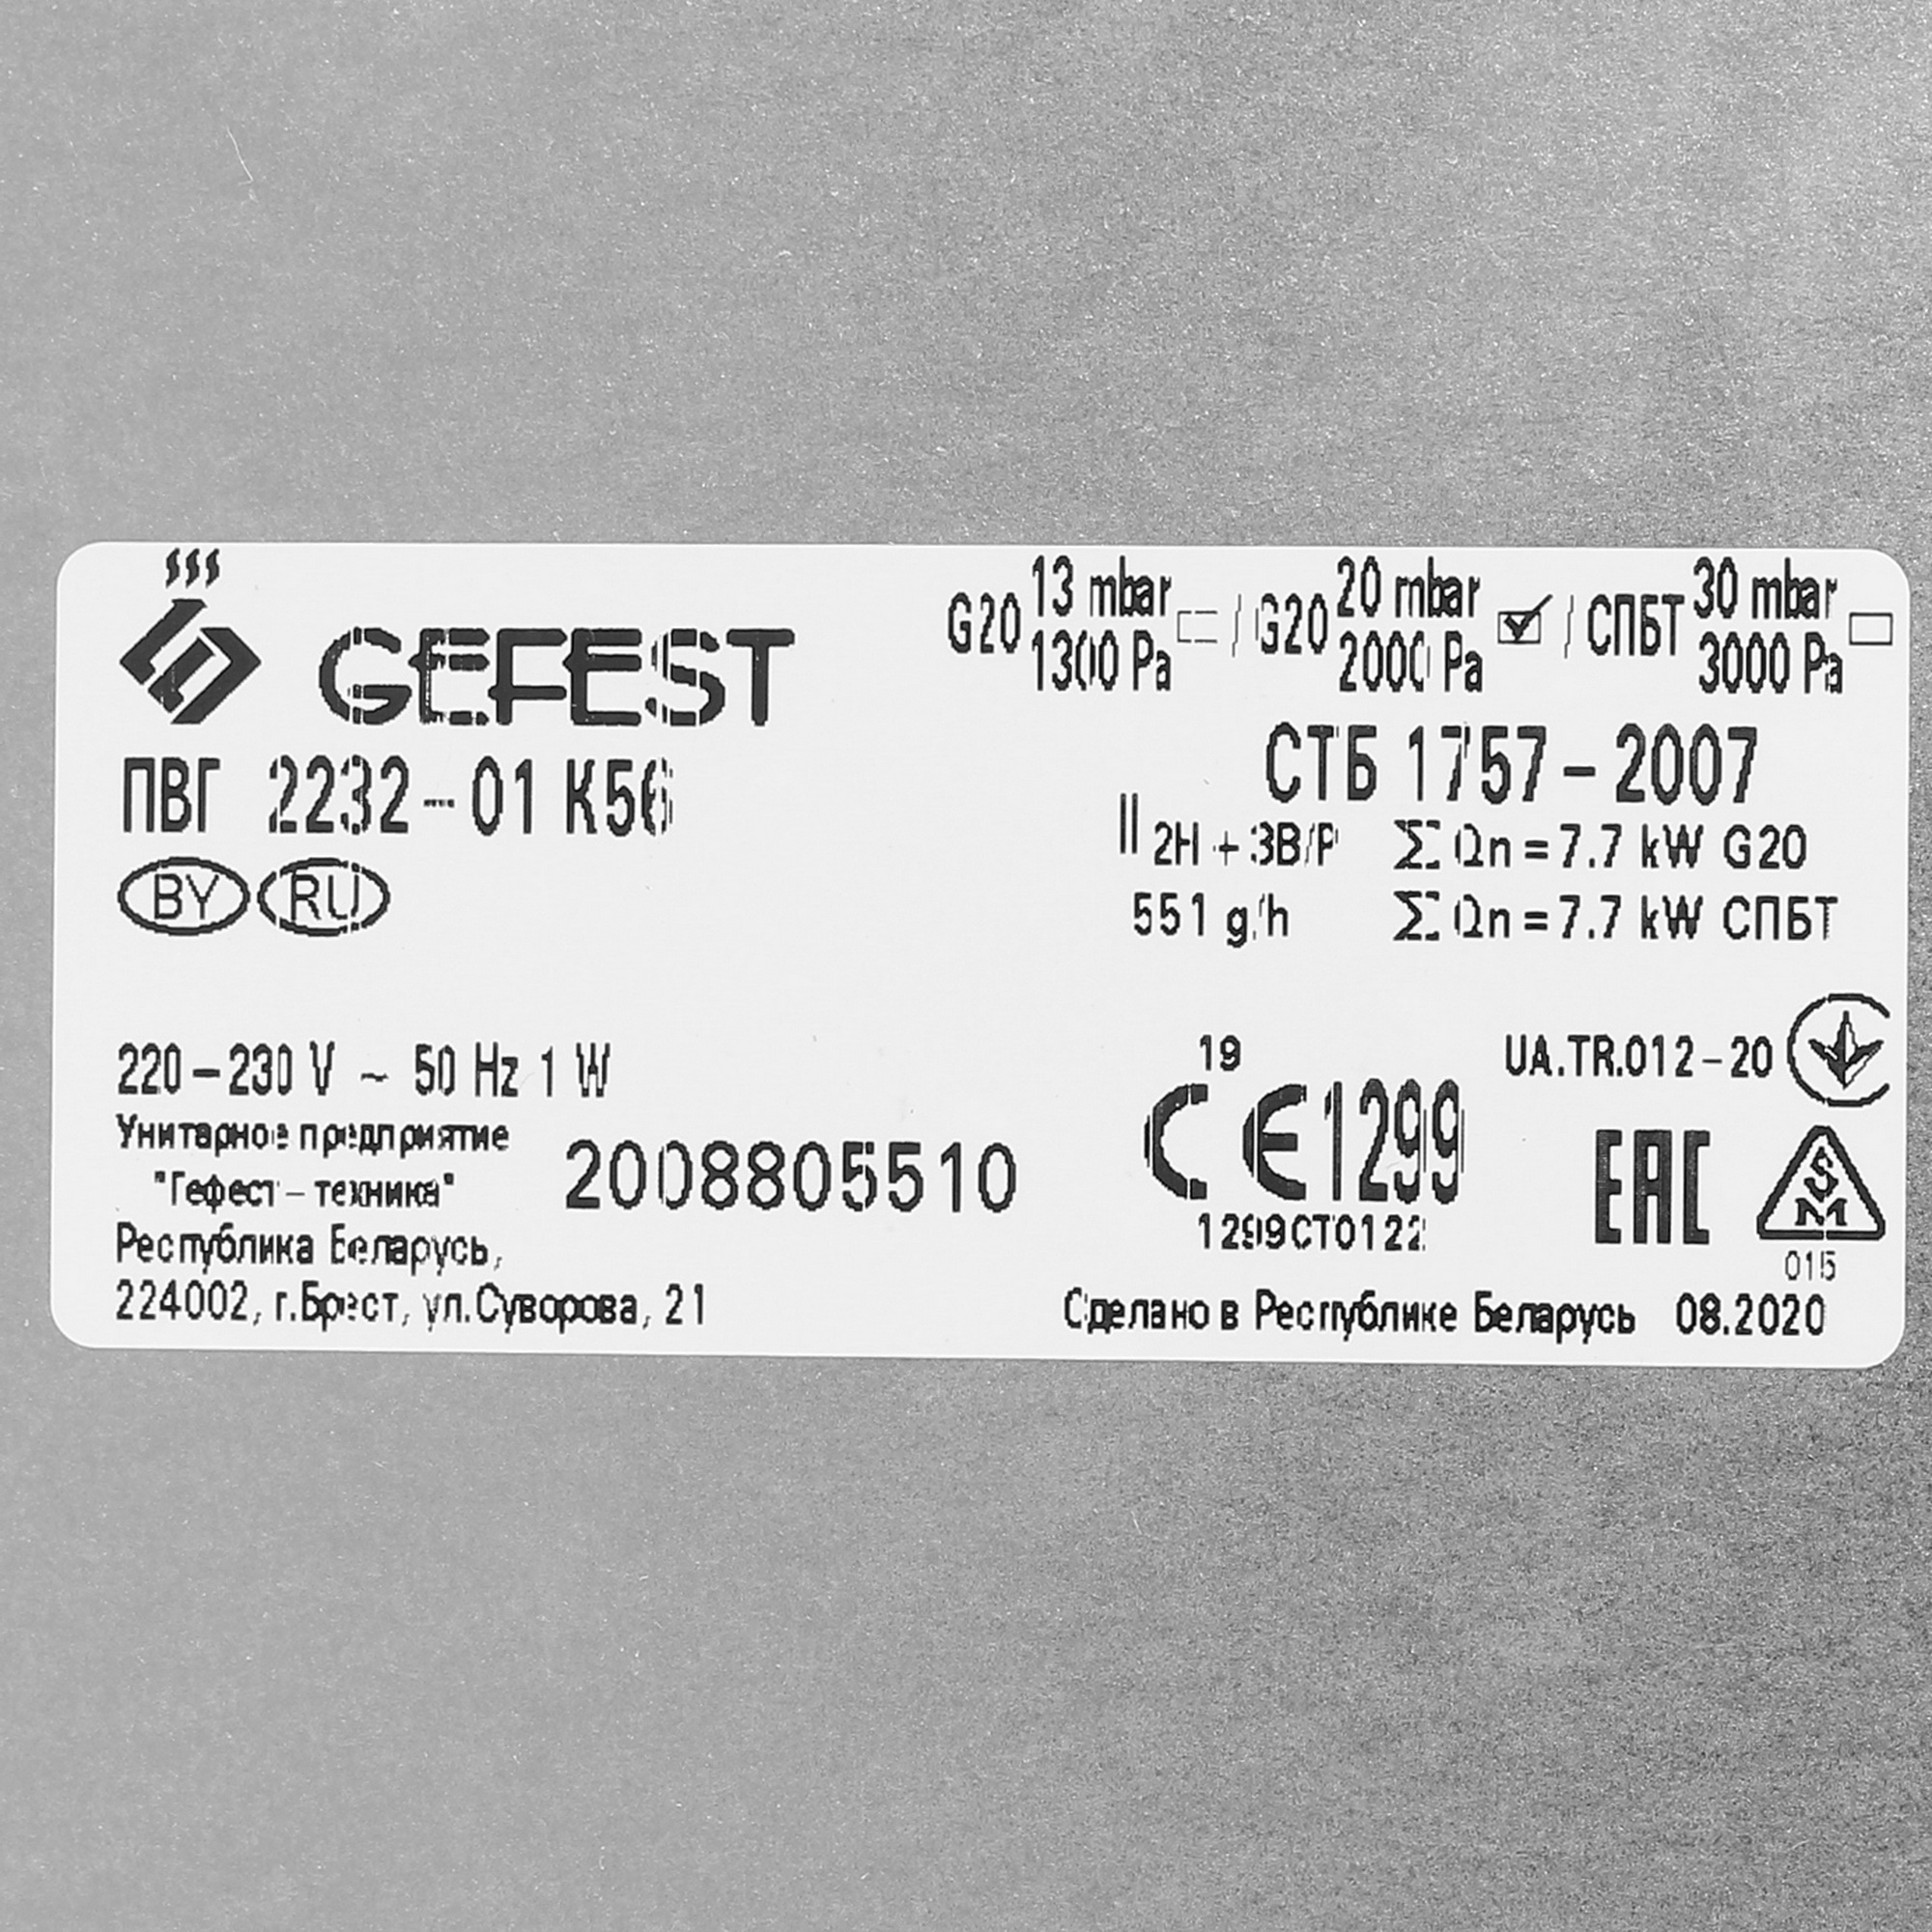 GEFEST
G20 13 mbar 1300 Pa / G20 20 mbar 2000 Pa / СПБТ 30 mbar 3000 Pa
ПВГ 2232-01 К56
СТБ 1757-2007
II 2H + 3B/P Σ Qn = 7.7 kW G20
BY RU
551 g/h Σ Qn = 7.7 kW СПБТ
220-230 V ~ 50 Hz 1 W
19
UA.TR.012-20
CE 1299
Унитарное предприятие
"Гефест-техника"
2008805510
1299CT0122
EAC
SM
015
Республика Беларусь,
224002, г.Брест, ул.Суворова, 21
Сделано в Республике Беларусь 08.2020